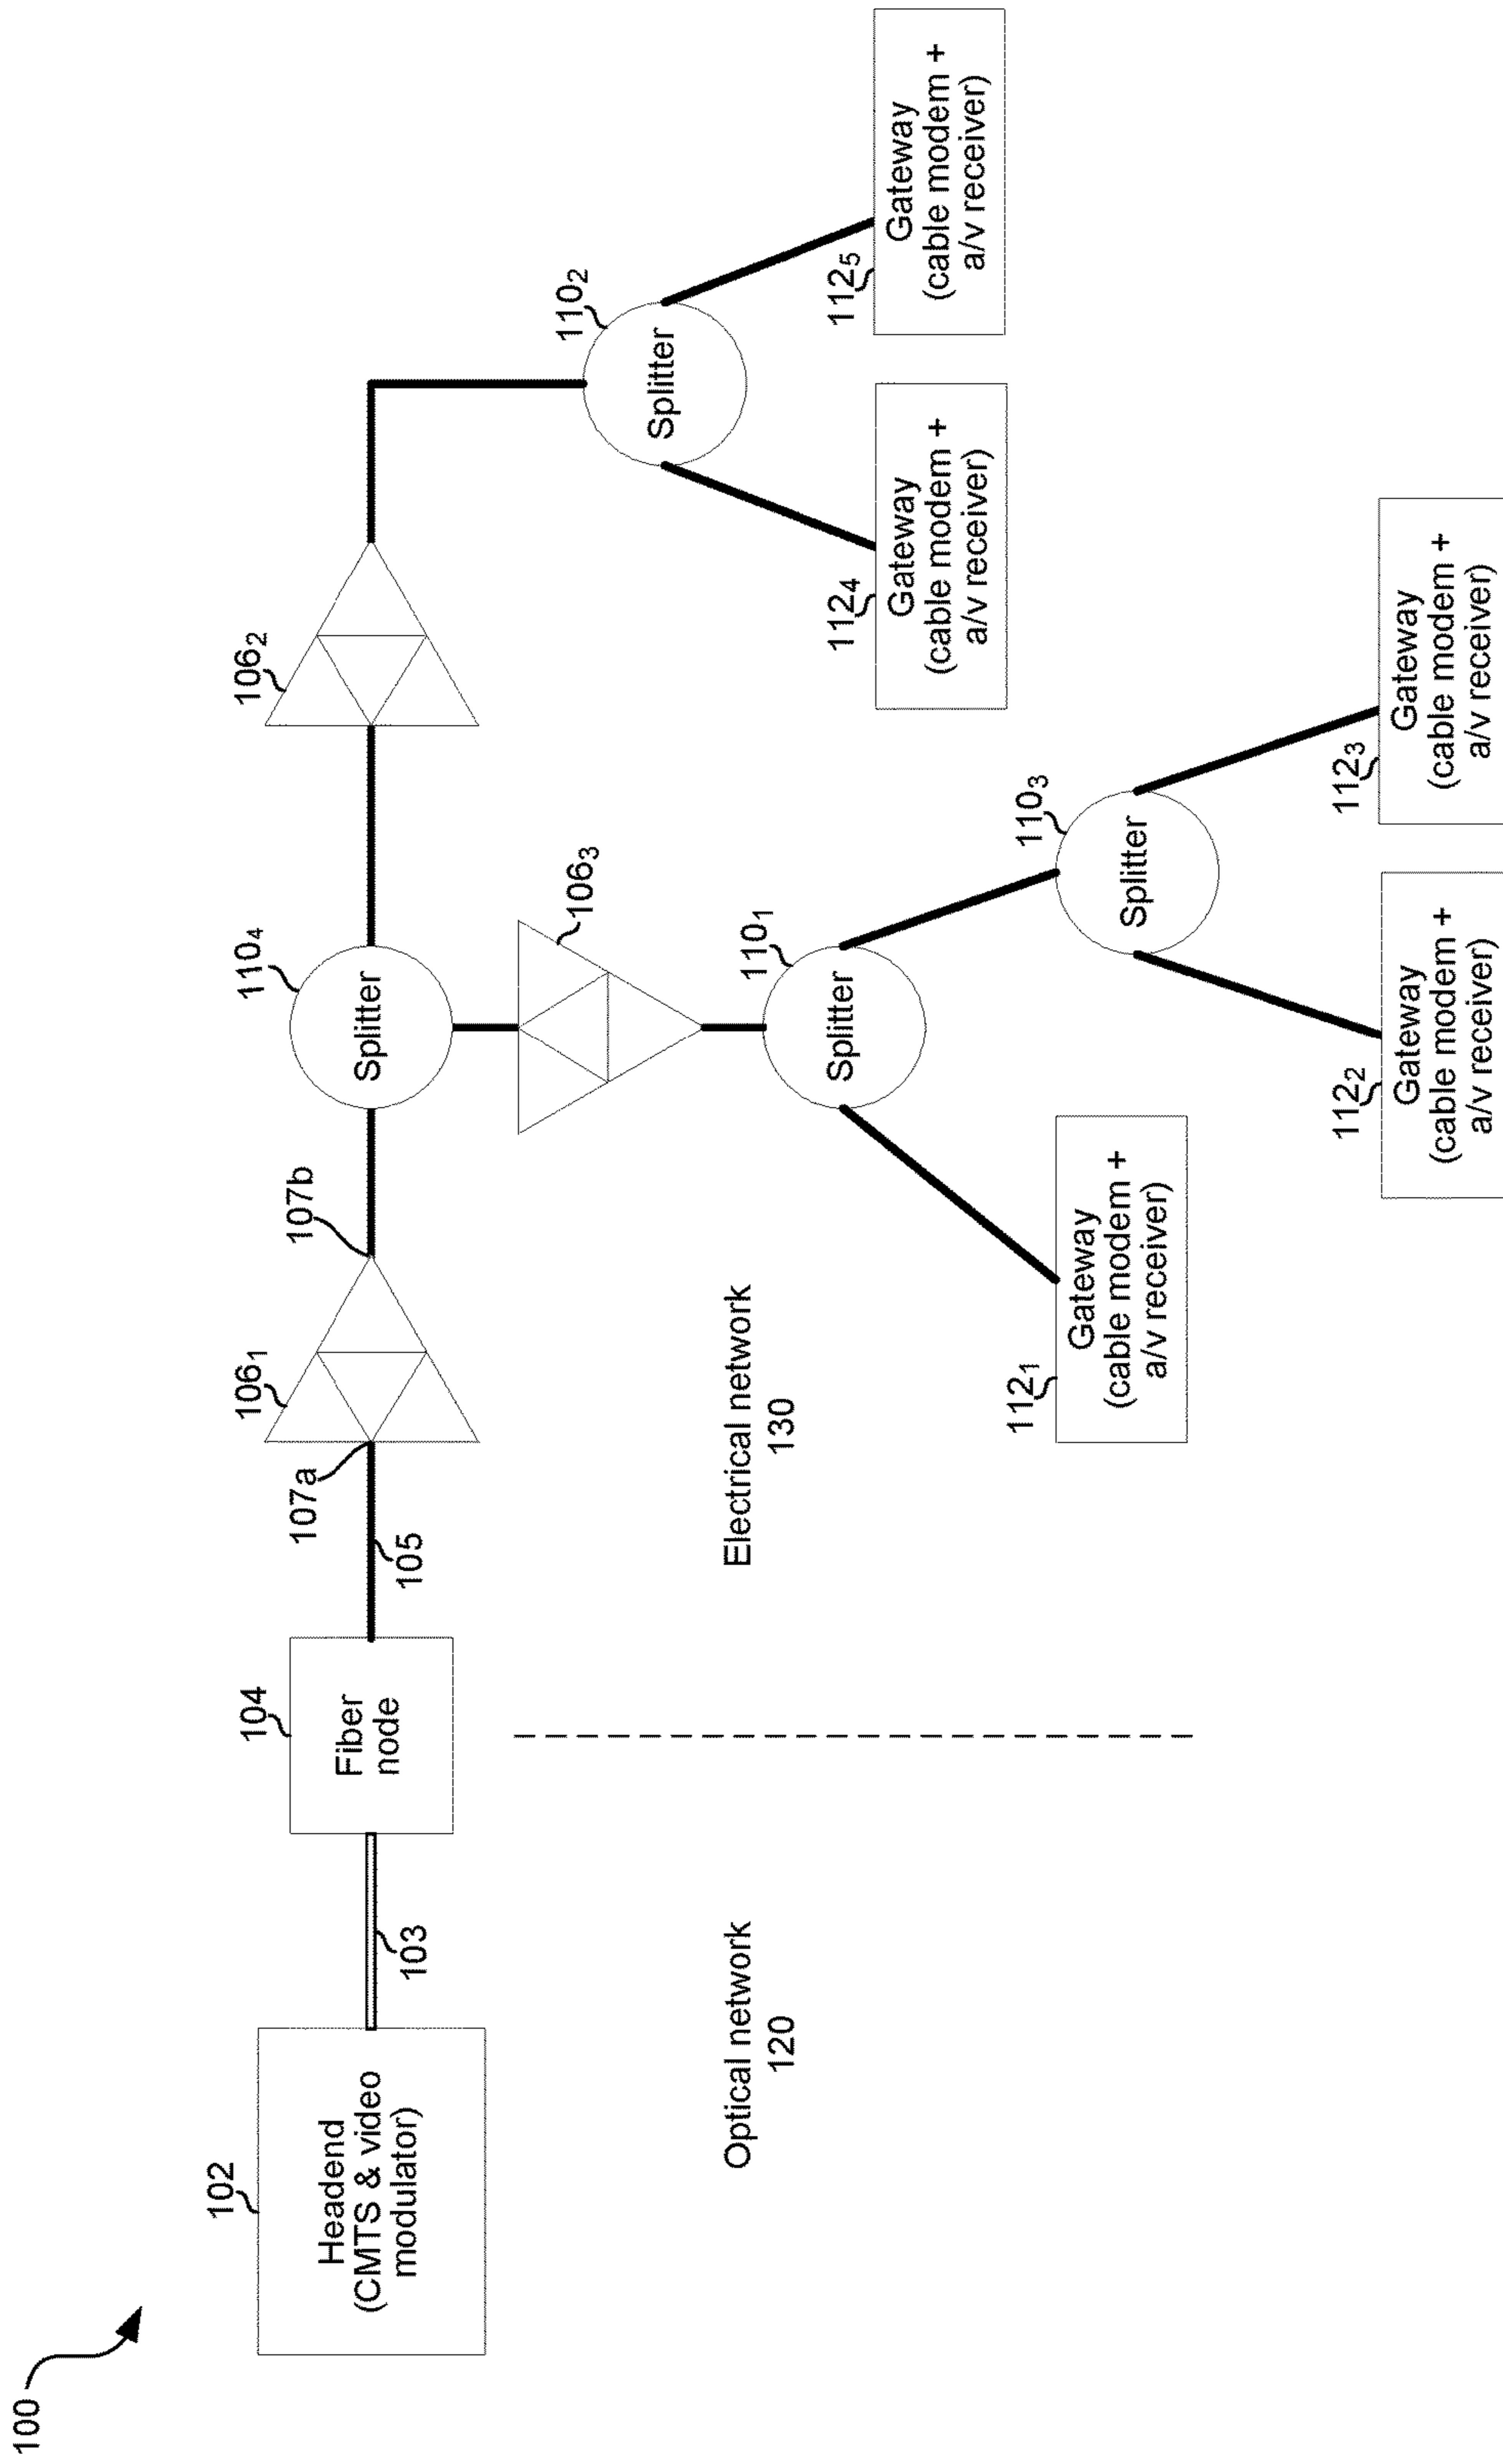 100
102
Headend
(CMTS & video
modulator)
103
104
Fiber
node
105
107a
106₁
107b
110₄
Splitter
106₂
110₂
Splitter
106₃
110₁
Splitter
110₃
Splitter
112₁
Gateway
(cable modem +
a/v receiver)
112₂
Gateway
(cable modem +
a/v receiver)
112₃
Gateway
(cable modem +
a/v receiver)
112₄
Gateway
(cable modem +
a/v receiver)
112₅
Gateway
(cable modem +
a/v receiver)
Optical network
120
Electrical network
130